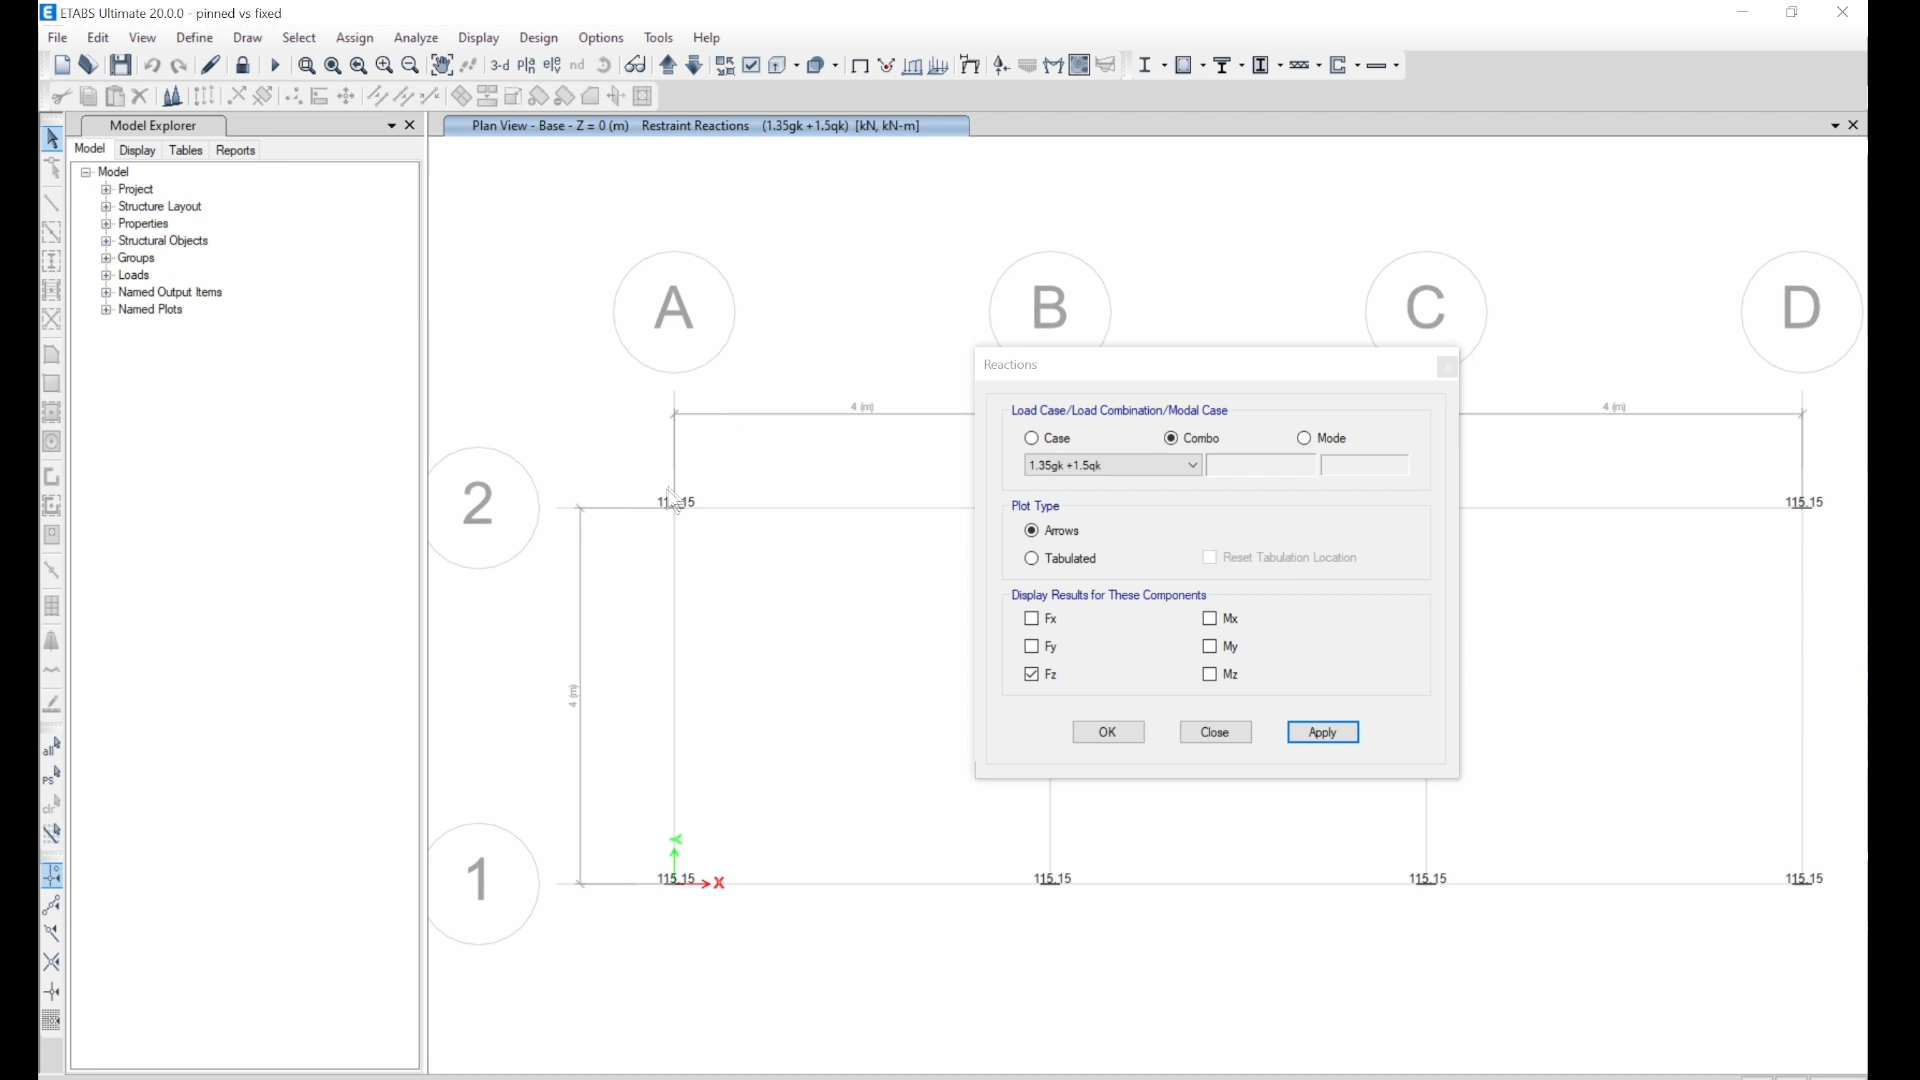 ETABS Ultimate 20.0.0 - pinned vs fixed
File Edit View Define Draw Select Assign Analyze Display Design Options Tools Help
3-d
nd
Model Explorer
Plan View - Base - Z = 0 (m) Restraint Reactions (1.35gk +1.5qk) [kN, kN-m]
Model Display Tables Reports
Model
Project
Structure Layout
Properties
Structural Objects
Groups
Loads
Named Output Items
Named Plots
A B C D
Reactions
4 (m) 4 (m)
Load Case/Load Combination/Modal Case
Case Combo Mode
1.35gk +1.5qk
2
115.15
Plot Type
Arrows
Tabulated Reset Tabulation Location
Display Results for These Components
Fx Mx
Fy My
Fz Mz
4 (m)
OK Close Apply
all
ps
clr
Y
1
115.15 X 115.15 115.15 115.15